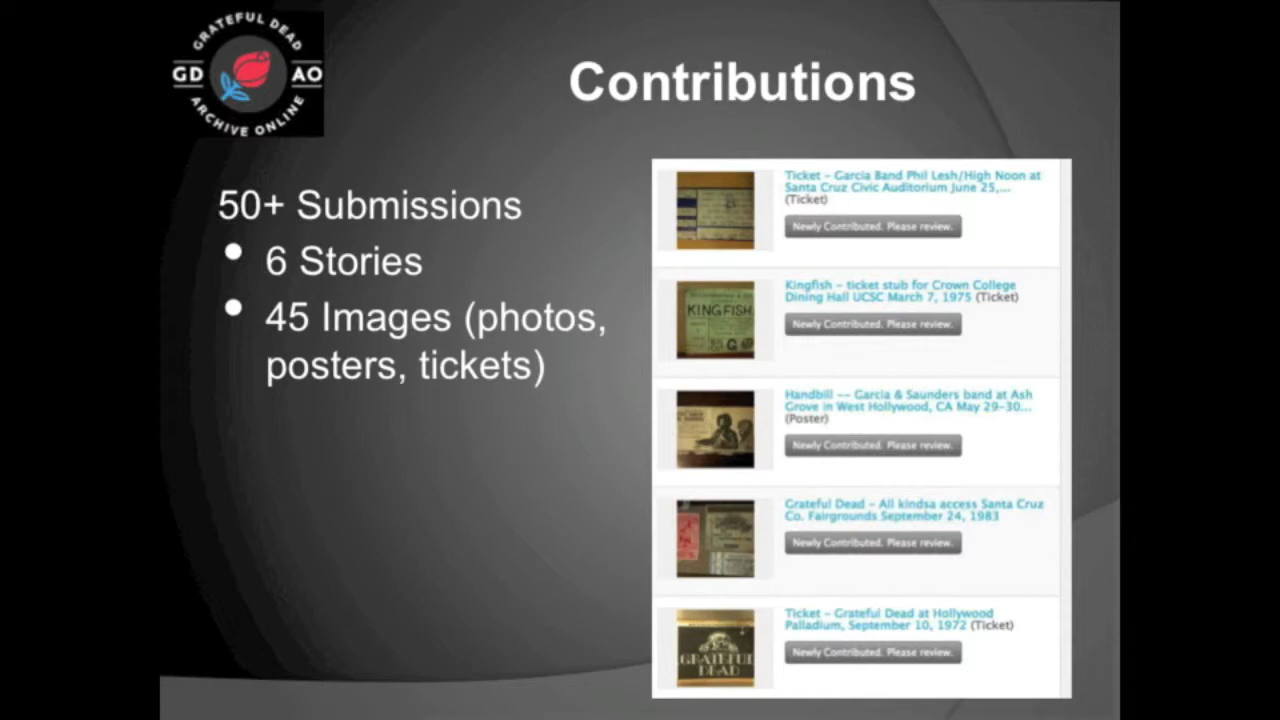 GRATEFUL DEAD
GD AO
ARCHIVE ONLINE
Contributions
50+ Submissions
• 6 Stories
• 45 Images (photos,
posters, tickets)
Ticket - Garcia Band Phil Lesh/High Noon at
Santa Cruz Civic Auditorium June 25,...
(Ticket)
Newly Contributed. Please review.
KINGFISH
Kingfish - ticket stub for Crown College
Dining Hall UCSC March 7, 1975 (Ticket)
Newly Contributed. Please review.
Handbill -- Garcia & Saunders band at Ash
Grove in West Hollywood, CA May 29-30...
(Poster)
Newly Contributed. Please review.
Grateful Dead - All kindsa access Santa Cruz
Co. Fairgrounds September 24, 1983
Newly Contributed. Please review.
GRATEFUL
DEAD
Ticket - Grateful Dead at Hollywood
Palladium, September 10, 1972 (Ticket)
Newly Contributed. Please review.